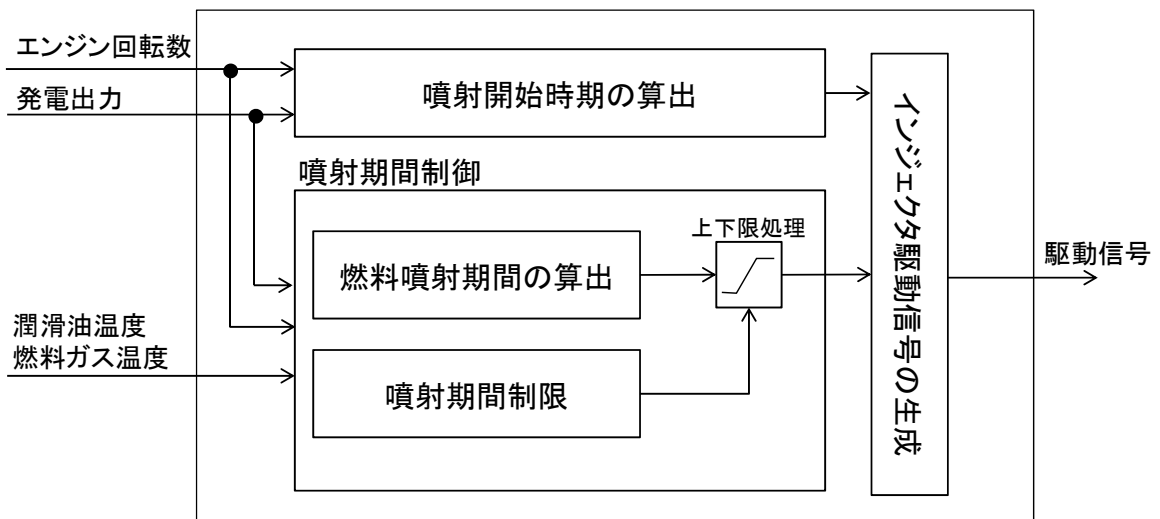 エンジン回転数
発電出力
噴射開始時期の算出
噴射期間制御
上下限処理
燃料噴射期間の算出
潤滑油温度
燃料ガス温度
噴射期間制限
インジェクタ駆動信号の生成
駆動信号